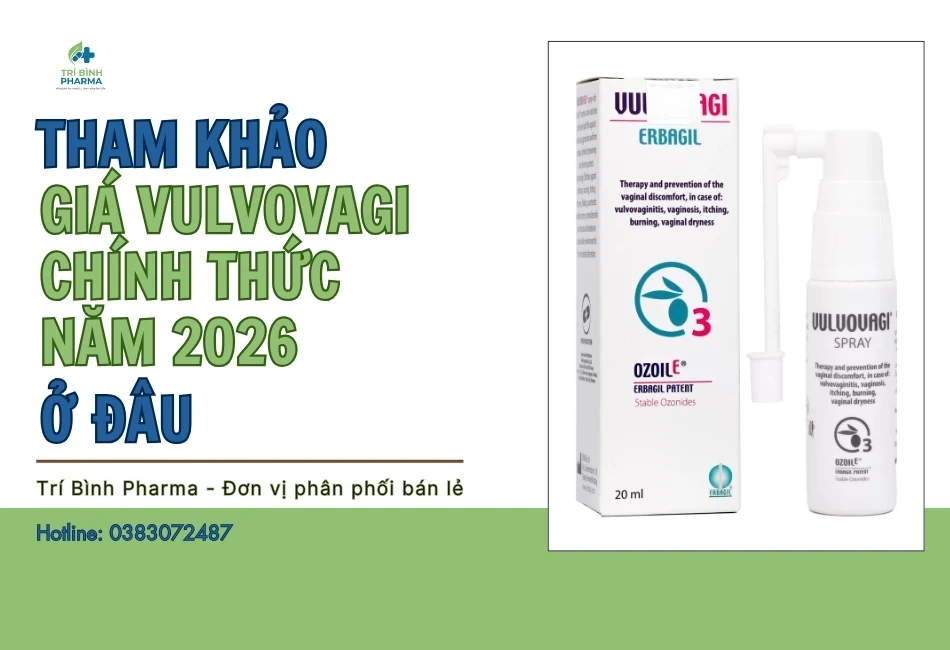 TRÍ BÌNH
PHARMA
THAM KHẢO
GIÁ VULVOVAGI
CHÍNH THỨC
NĂM 2026
Ở ĐÂU
Trí Bình Pharma - Đơn vị phân phối bán lẻ
Hotline: 0383072487
ERBAGIL
Therapy and prevention of the
vaginal discomfort, in case of:
vulvovaginitis, vaginosis, itching,
burning, vaginal dryness
3
OZOILE®
ERBAGIL PATENT
Stable Ozonides
20 ml
ERBAGIL
VULVOVAGI®
SPRAY
Therapy and prevention of the
vaginal discomfort, in case of:
vulvovaginitis, vaginosis,
itching, burning,
vaginal dryness
3
OZOILE™
ERBAGIL PATENT
Stable Ozonides